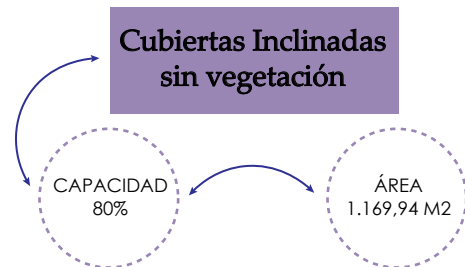 Cubiertas Inclinadas
sin vegetación
CAPACIDAD
80%
ÁREA
1.169,94 M2